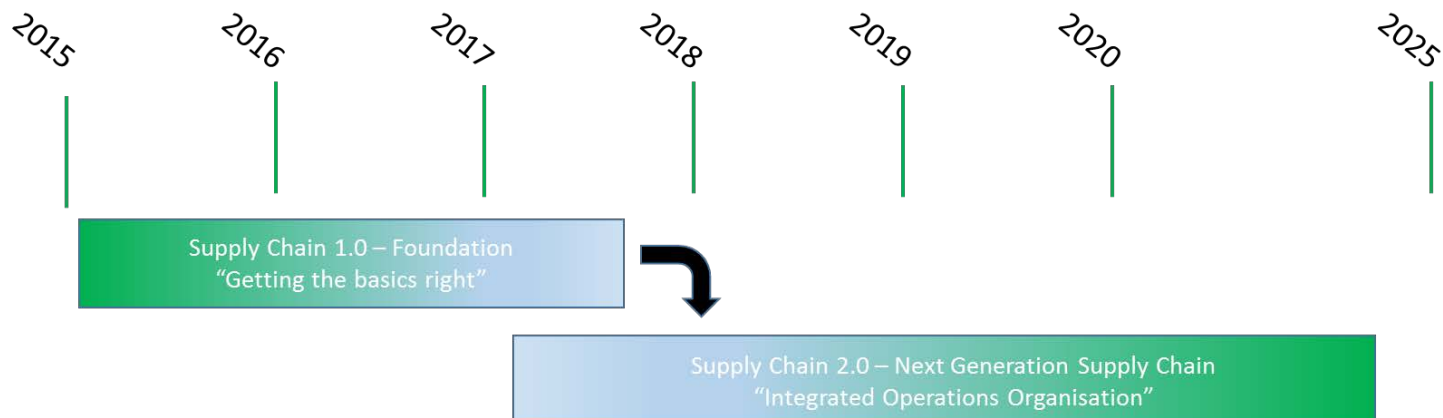 2015
2016
2017
2018
2019
2020
2025
Supply Chain 1.0 – Foundation
“Getting the basics right”
Supply Chain 2.0 – Next Generation Supply Chain
“Integrated Operations Organisation”